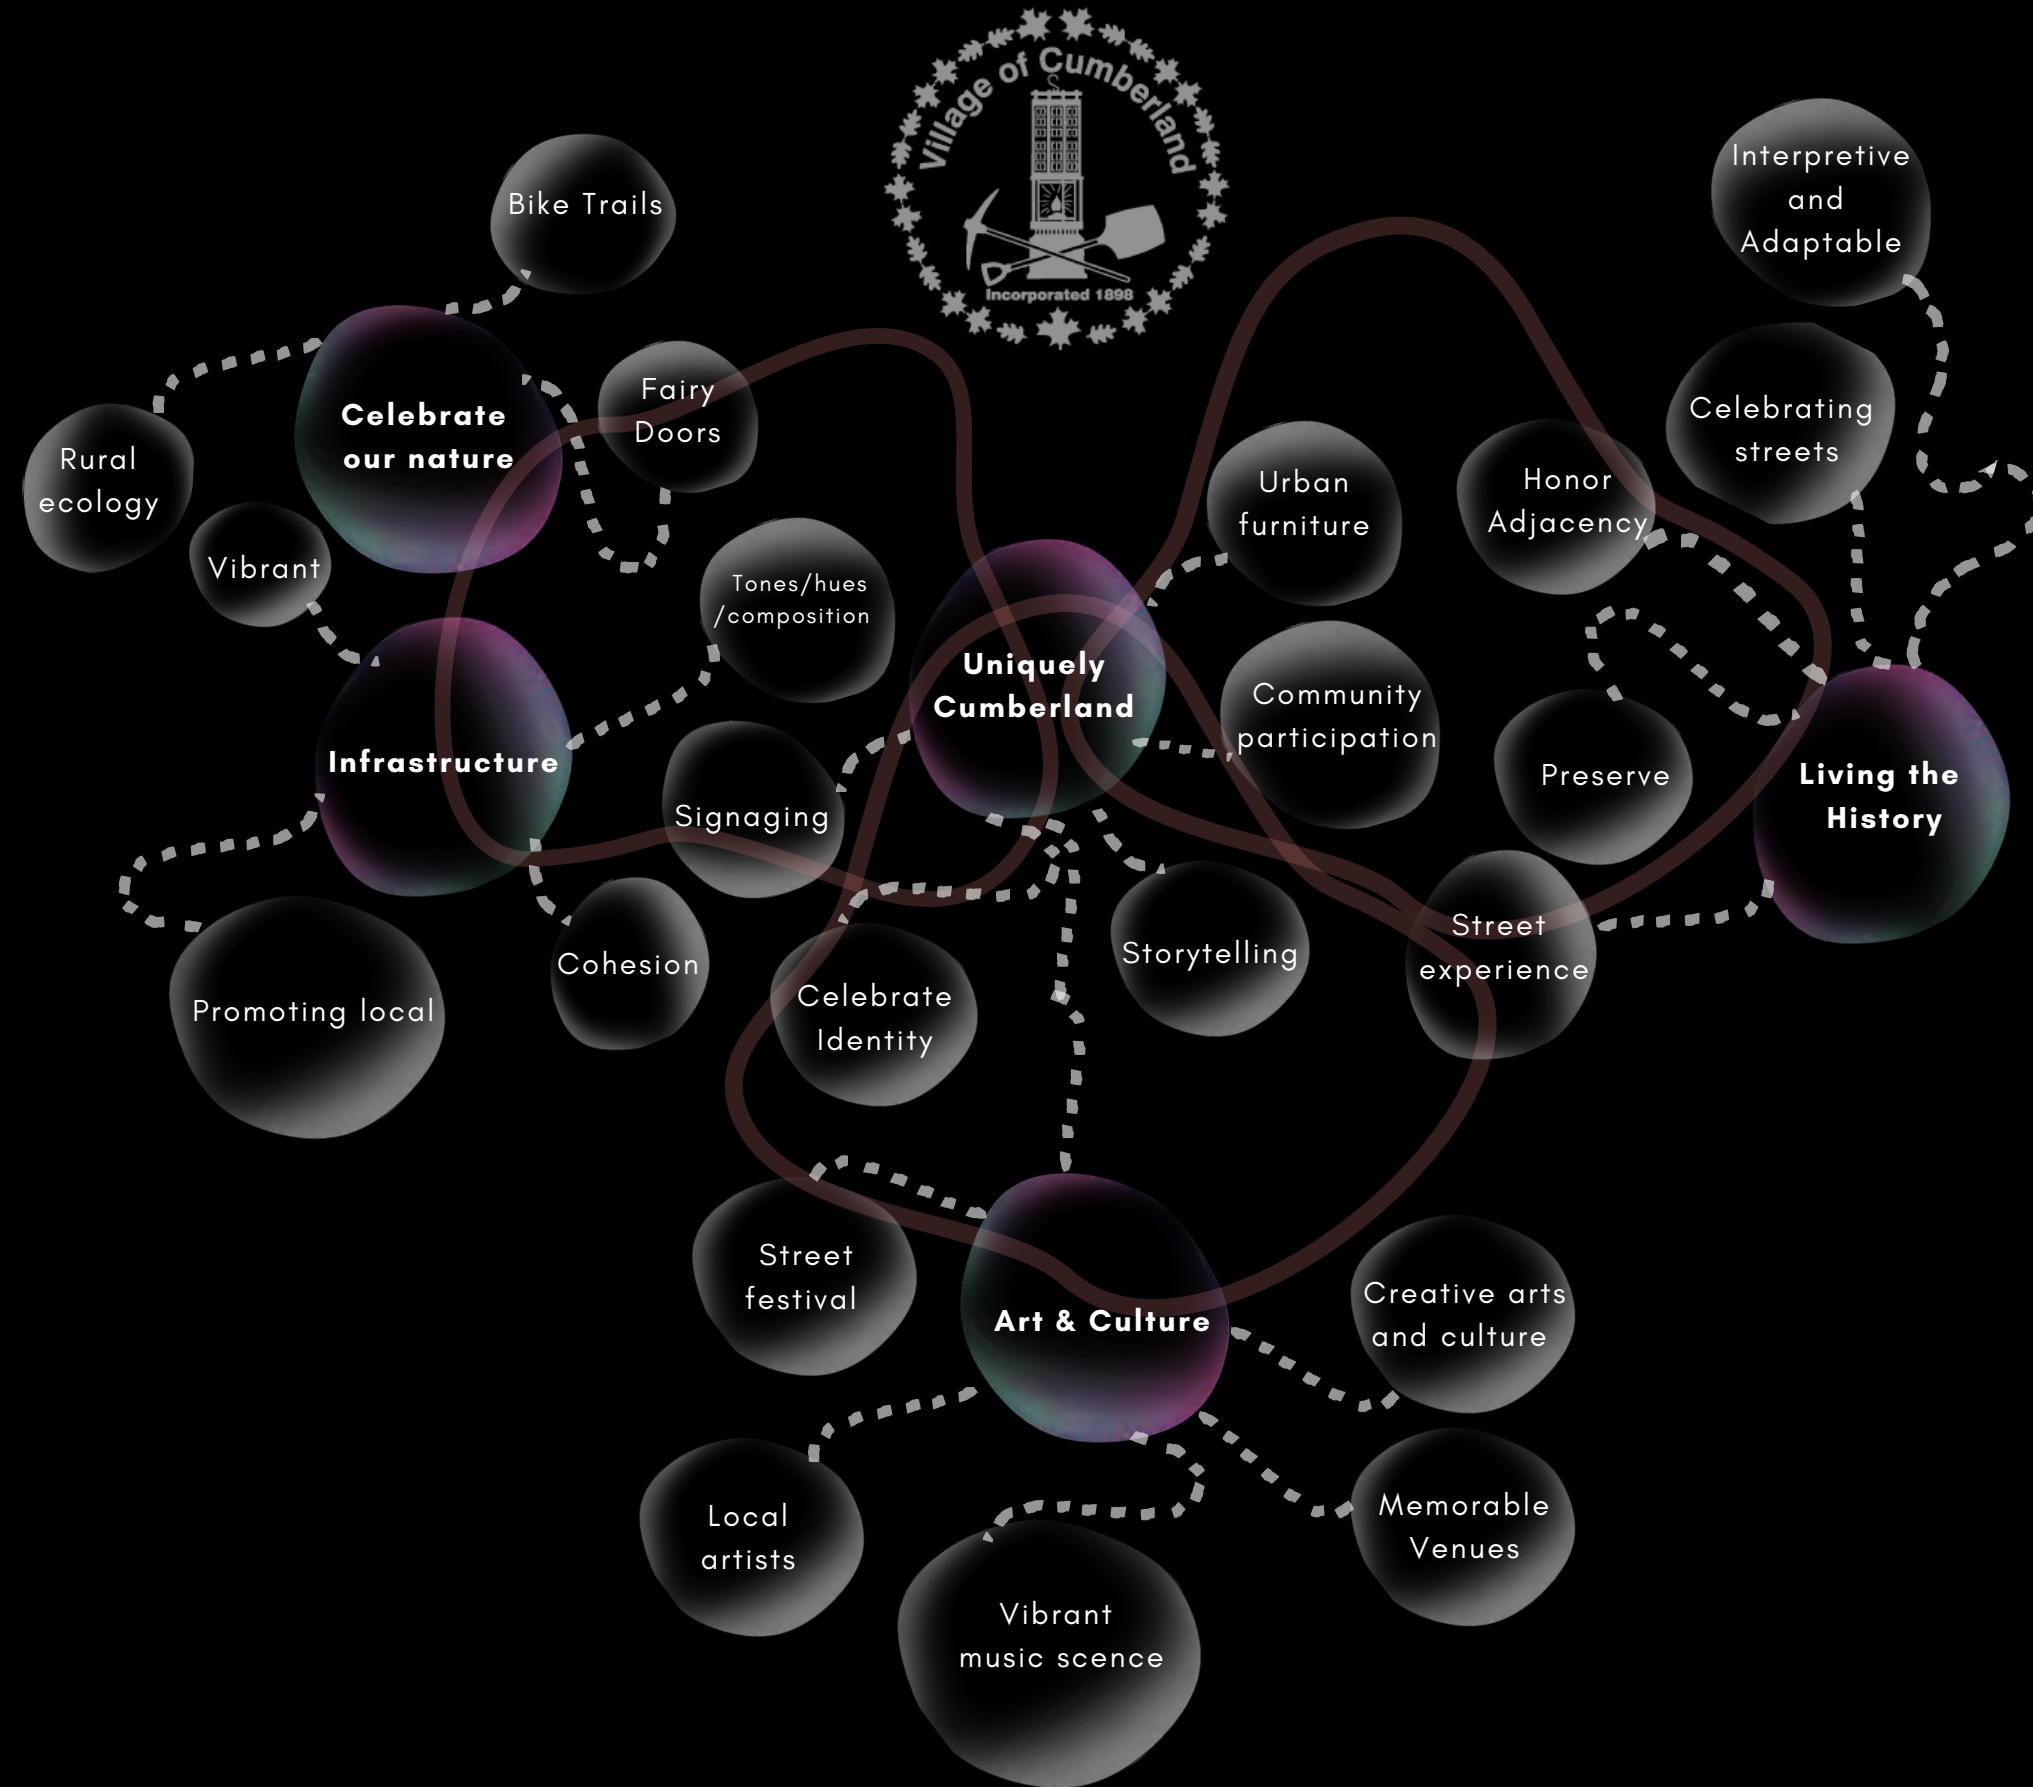 Village of Cumberland
Incorporated 1898
Bike Trails
Interpretive
and
Adaptable
Celebrate
our nature
Fairy
Doors
Rural
ecology
Vibrant
Celebrating
streets
Urban
furniture
Honor
Adjacency
Tones/hues
/composition
Uniquely
Cumberland
Community
participation
Infrastructure
Signaging
Preserve
Living the
History
Promoting local
Cohesion
Celebrate
Identity
Storytelling
Street
experience
Street
festival
Art & Culture
Creative arts
and culture
Local
artists
Memorable
Venues
Vibrant
music scence